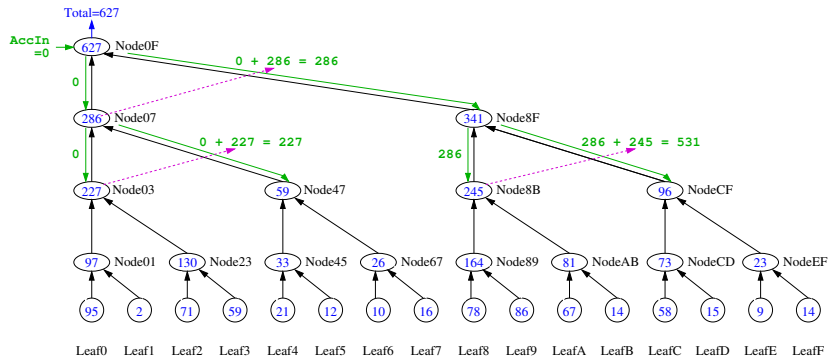 Total=627
AccIn
=0
627 Node0F
0 + 286 = 286
0
286 Node07
341 Node8F
0 + 227 = 227
286 + 245 = 531
0
286
227 Node03
59 Node47
245 Node8B
96 NodeCF
97 Node01
130 Node23
33 Node45
26 Node67
164 Node89
81 NodeAB
73 NodeCD
23 NodeEF
95 2 71 59 21 12 10 16 78 86 67 14 58 15 9 14
Leaf0 Leaf1 Leaf2 Leaf3 Leaf4 Leaf5 Leaf6 Leaf7 Leaf8 Leaf9 LeafA LeafB LeafC LeafD LeafE LeafF